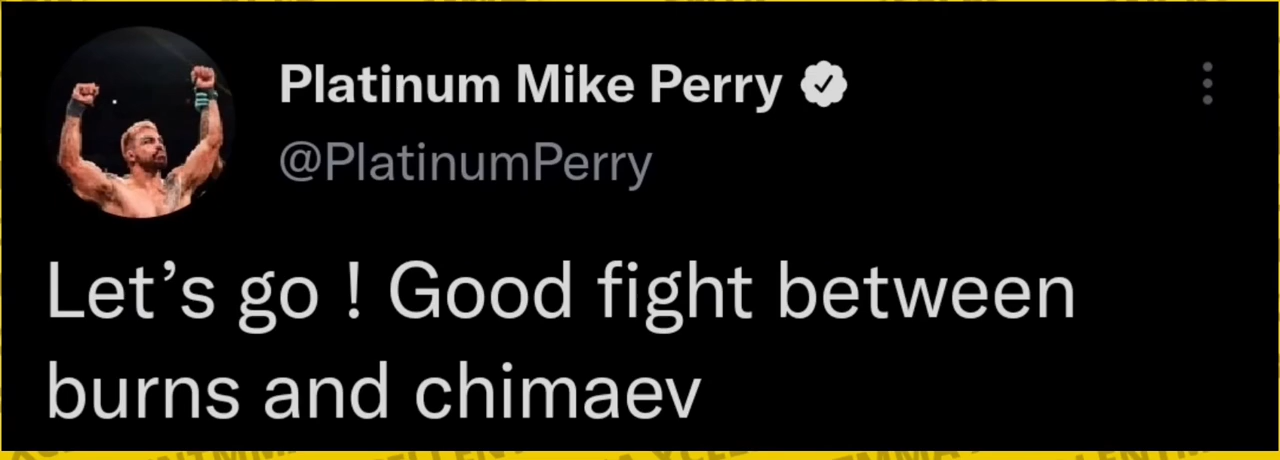 Platinum Mike Perry
@PlatinumPerry
Let's go ! Good fight between
burns and chimaev